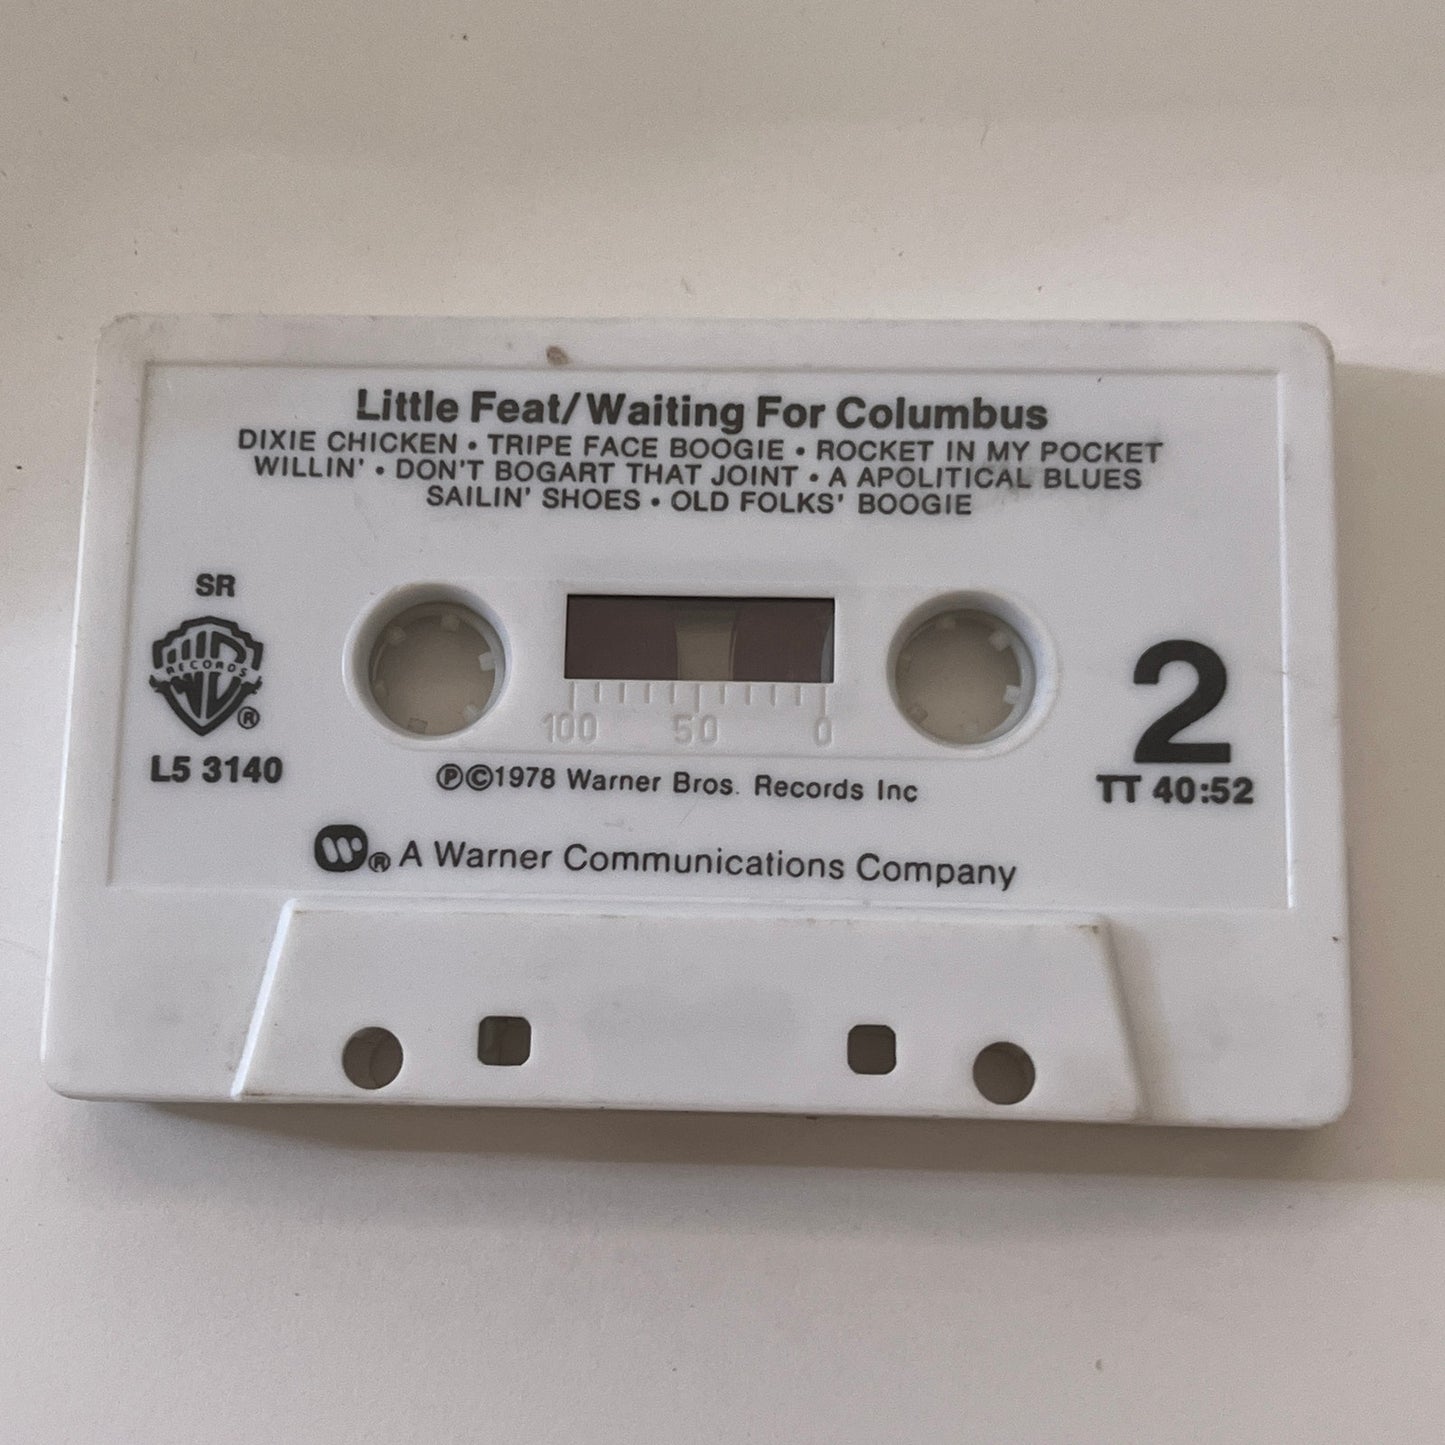 Little Feat/Waiting For Columbus
DIXIE CHICKEN • TRIPE FACE BOOGIE • ROCKET IN MY POCKET
WILLIN' • DON'T BOGART THAT JOINT • A APOLITICAL BLUES
SAILIN' SHOES • OLD FOLKS' BOOGIE
SR
RECORDS
®
L5 3140
100 50 0
2
TT 40:52
℗©1978 Warner Bros. Records Inc
® A Warner Communications Company